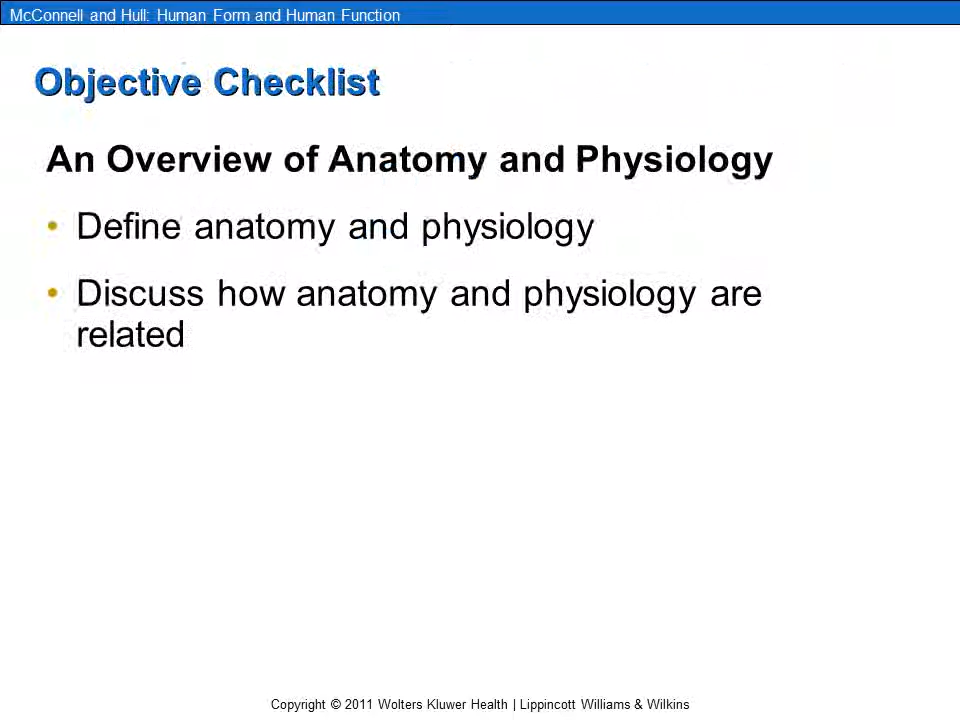 McConnell and Hull: Human Form and Human Function
Objective Checklist
An Overview of Anatomy and Physiology
• Define anatomy and physiology
• Discuss how anatomy and physiology are
related
Copyright © 2011 Wolters Kluwer Health | Lippincott Williams & Wilkins